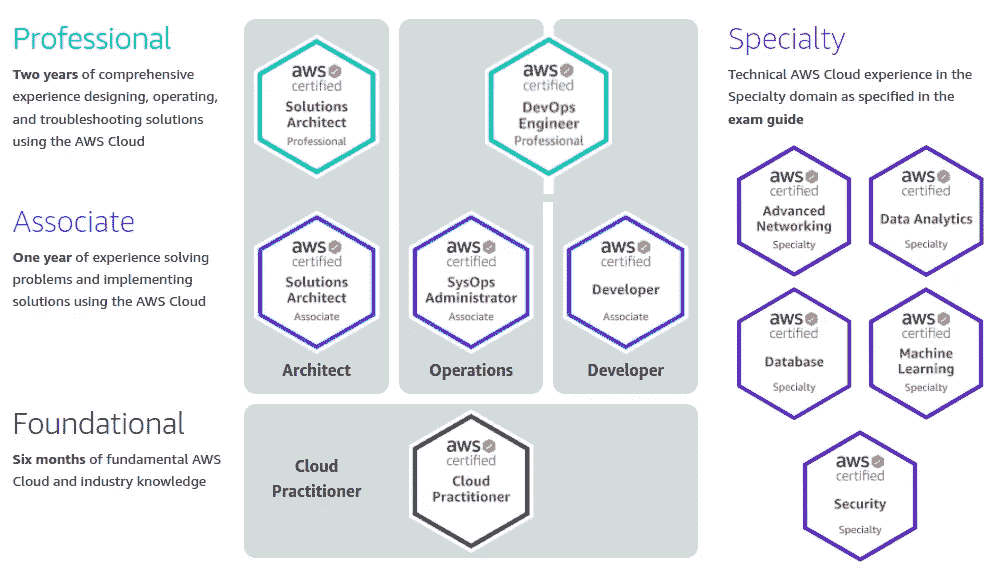 Professional
Two years of comprehensive
experience designing, operating,
and troubleshooting solutions
using the AWS Cloud
aws
certified
Solutions
Architect
Professional
aws
certified
DevOps
Engineer
Professional
Associate
One year of experience solving
problems and implementing
solutions using the AWS Cloud
aws
certified
Solutions
Architect
Associate
Architect
aws
certified
SysOps
Administrator
Associate
Operations
aws
certified
Developer
Associate
Developer
Foundational
Six months of fundamental AWS
Cloud and industry knowledge
Cloud
Practitioner
aws
certified
Cloud
Practitioner
Specialty
Technical AWS Cloud experience in the
Specialty domain as specified in the
exam guide
aws
certified
Advanced
Networking
Specialty
aws
certified
Data Analytics
Specialty
aws
certified
Database
Specialty
aws
certified
Machine
Learning
Specialty
aws
certified
Security
Specialty